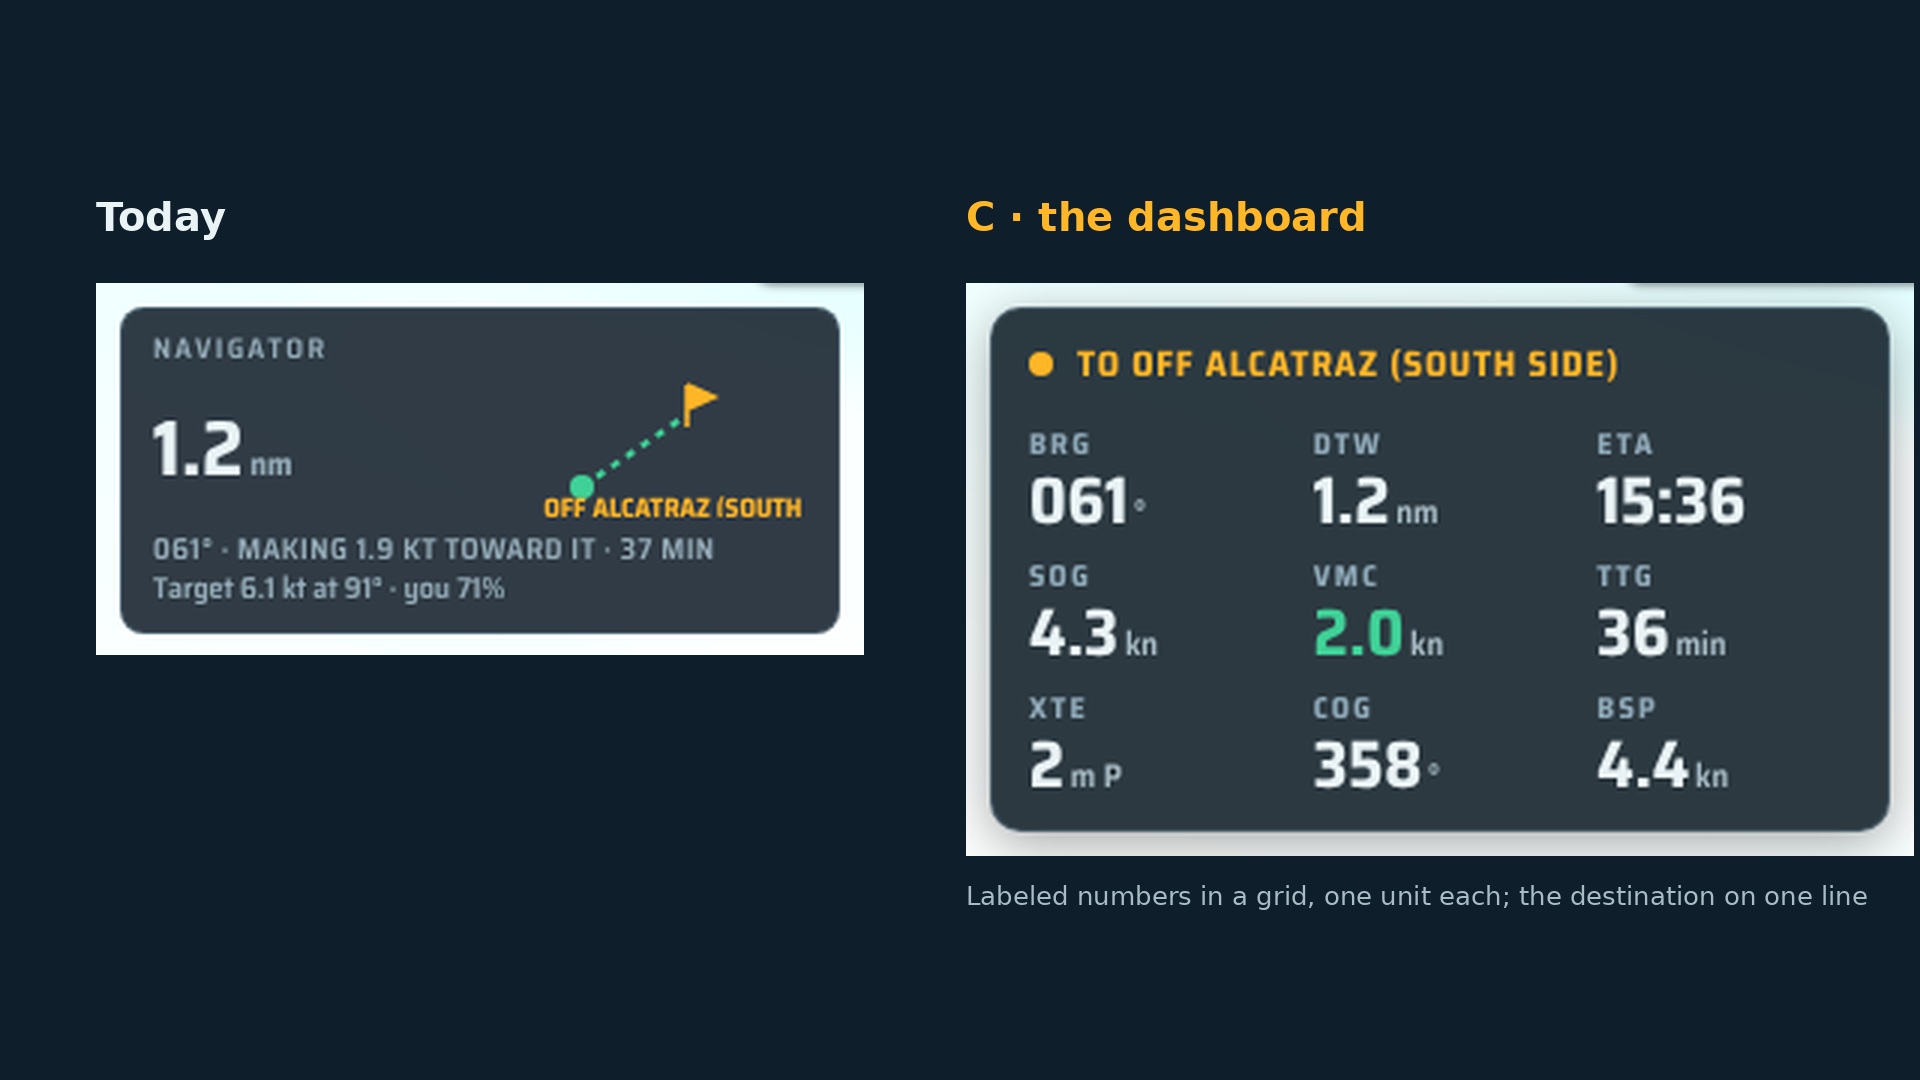 Today
NAVIGATOR
1.2 nm
OFF ALCATRAZ (SOUTH
061° · MAKING 1.9 KT TOWARD IT · 37 MIN
Target 6.1 kt at 91° · you 71%
C · the dashboard
TO OFF ALCATRAZ (SOUTH SIDE)
BRG DTW ETA
061° 1.2 nm 15:36
SOG VMC TTG
4.3 kn 2.0 kn 36 min
XTE COG BSP
2 m P 358° 4.4 kn
Labeled numbers in a grid, one unit each; the destination on one line